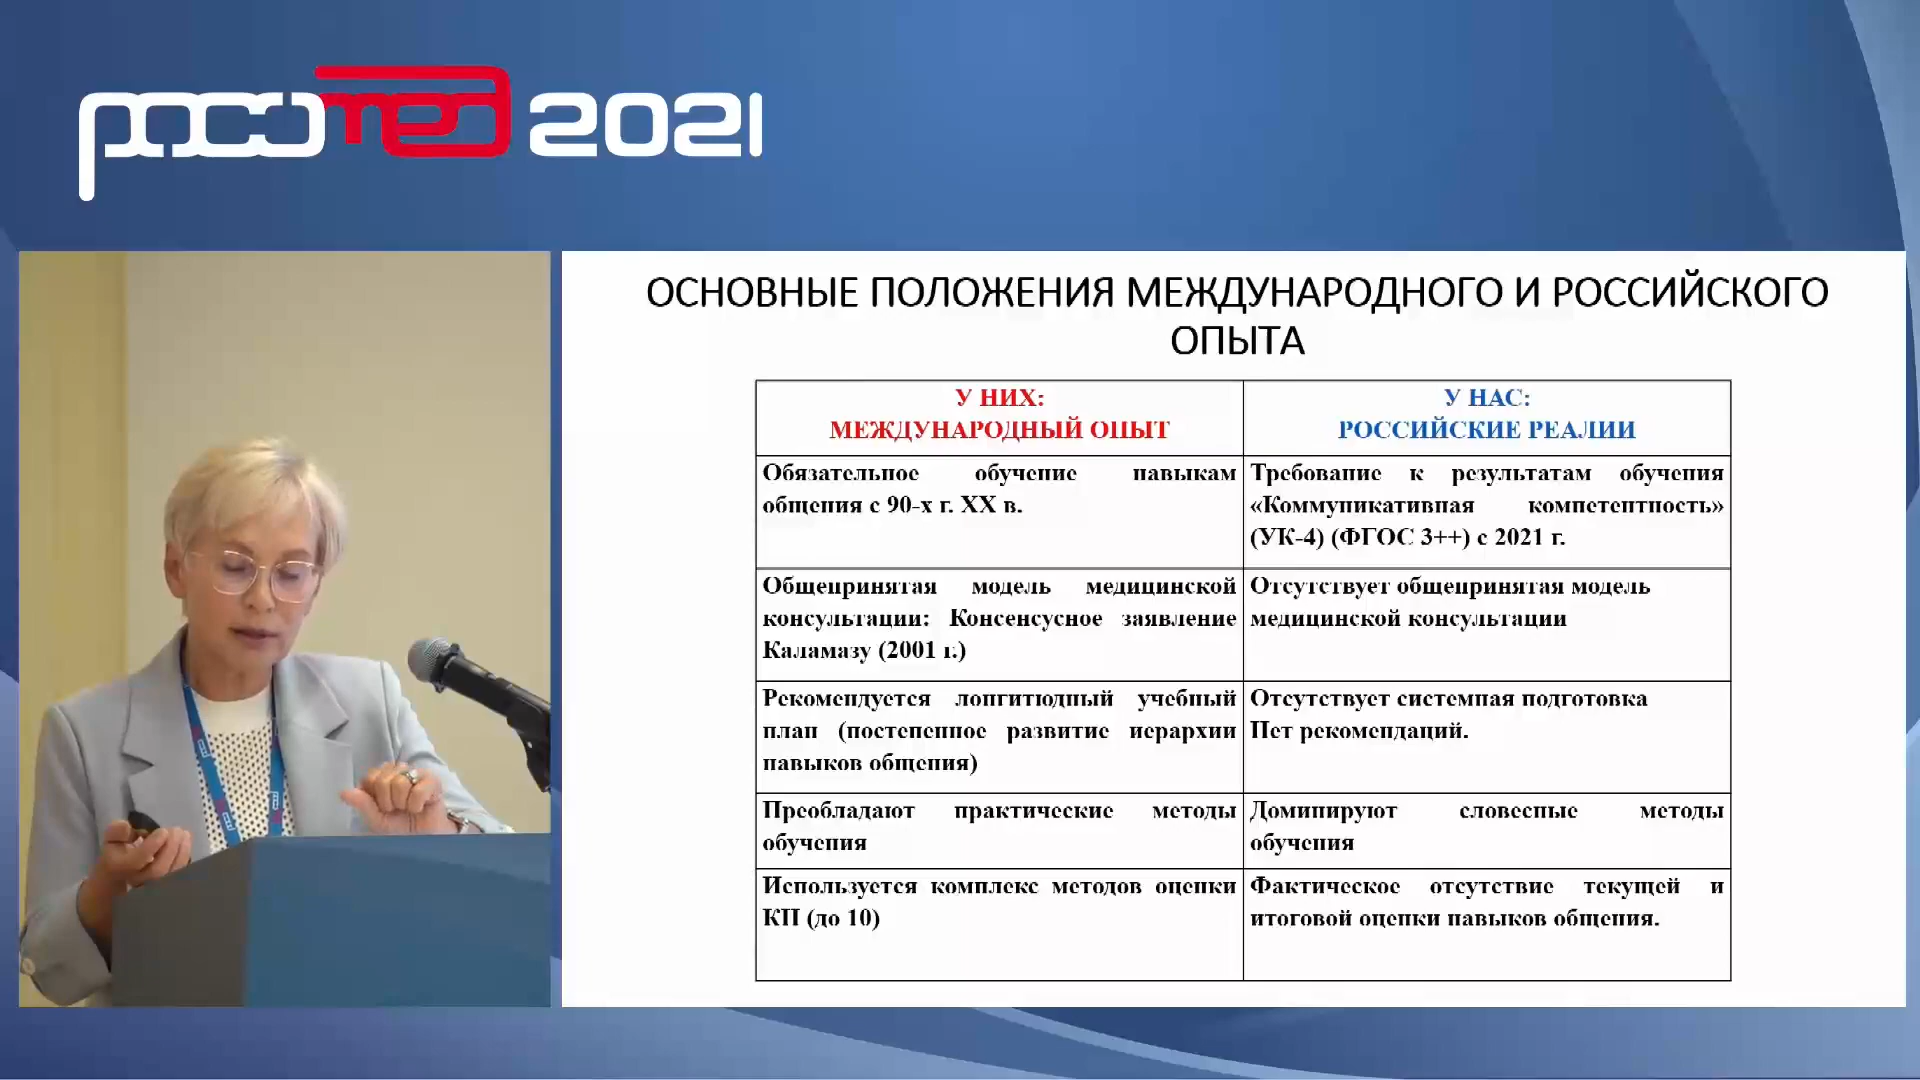 росомед 2021
ОСНОВНЫЕ ПОЛОЖЕНИЯ МЕЖДУНАРОДНОГО И РОССИЙСКОГО
ОПЫТА
У НИХ:
МЕЖДУНАРОДНЫЙ ОПЫТ
У НАС:
РОССИЙСКИЕ РЕАЛИИ
Обязательное обучение навыкам
общения с 90-х г. XX в.
Требование к результатам обучения
«Коммуникативная компетентность»
(УК-4) (ФГОС 3++) с 2021 г.
Общепринятая модель медицинской
консультации: Консенсусное заявление
Каламазу (2001 г.)
Отсутствует общепринятая модель
медицинской консультации
Рекомендуется лонгитюдный учебный
план (постепенное развитие иерархии
навыков общения)
Отсутствует системная подготовка
Нет рекомендаций.
Преобладают практические методы
обучения
Доминируют словесные методы
обучения
Используется комплекс методов оценки
КП (до 10)
Фактическое отсутствие текущей и
итоговой оценки навыков общения.